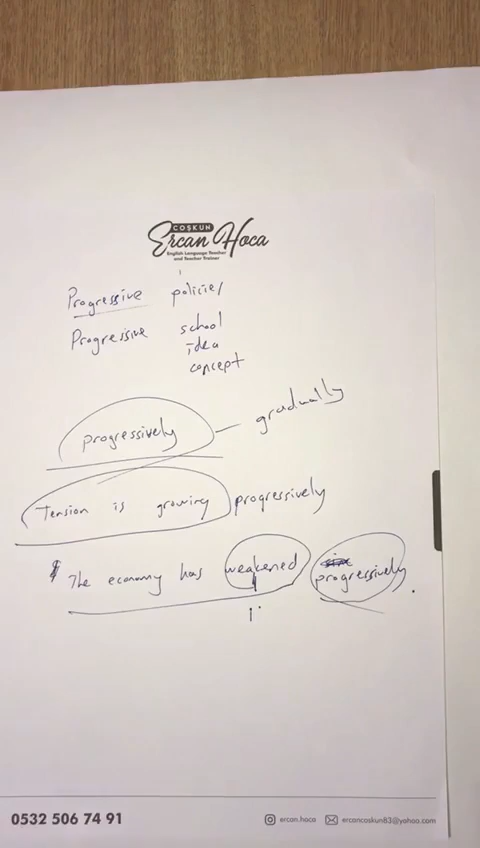 COŞKUN
Ercan Hoca
English Language Teacher
and Teacher Trainer
Progressive policies
Progressive school
idea
concept
progressively — gradually
Tension is growing progressively
The economy has weakened progressively.
0532 506 74 91
ercan.hoca ercancoskun83@yahoo.com